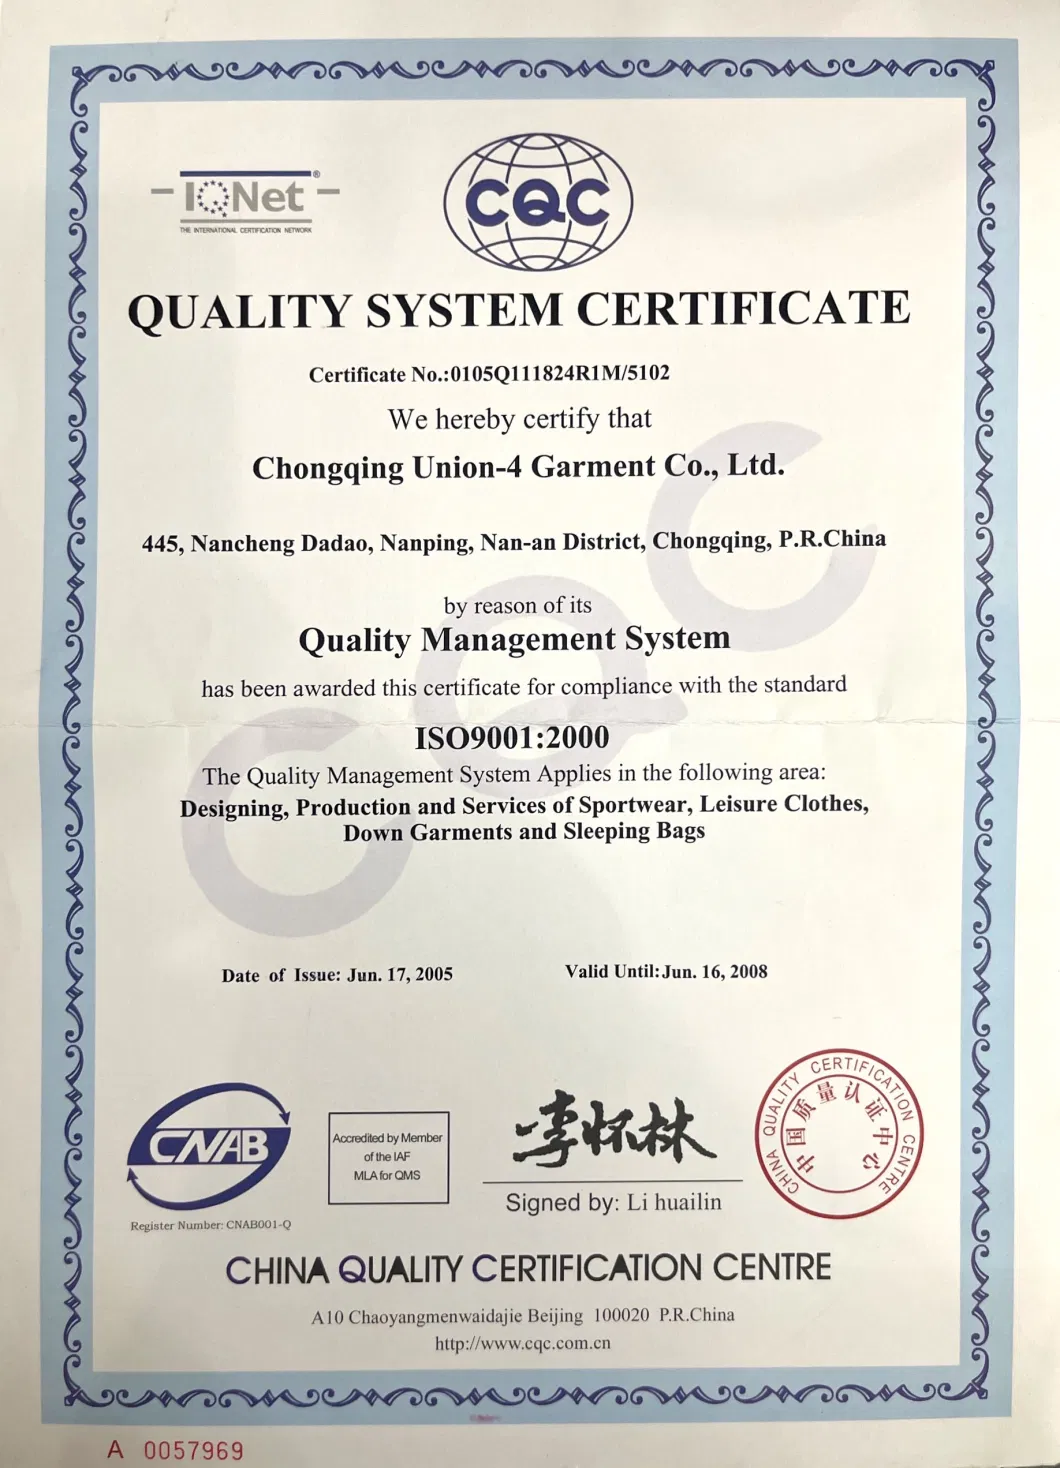 IQNet ®
THE INTERNATIONAL CERTIFICATION NETWORK
CQC
QUALITY SYSTEM CERTIFICATE
Certificate No.:0105Q111824R1M/5102
We hereby certify that
Chongqing Union-4 Garment Co., Ltd.
445, Nancheng Dadao, Nanping, Nan-an District, Chongqing, P.R.China
by reason of its
Quality Management System
has been awarded this certificate for compliance with the standard
ISO9001:2000
The Quality Management System Applies in the following area:
Designing, Production and Services of Sportwear, Leisure Clothes,
Down Garments and Sleeping Bags
CQC
Date of Issue: Jun. 17, 2005
Valid Until:Jun. 16, 2008
CNAB
Register Number: CNAB001-Q
Accredited by Member
of the IAF
MLA for QMS
李怀林
Signed by: Li huailin
CHINA QUALITY CERTIFICATION CENTRE
中国质量认证中心
CHINA QUALITY CERTIFICATION CENTRE
A10 Chaoyangmenwaidajie Beijing 100020 P.R.China
http://www.cqc.com.cn
A 0057969